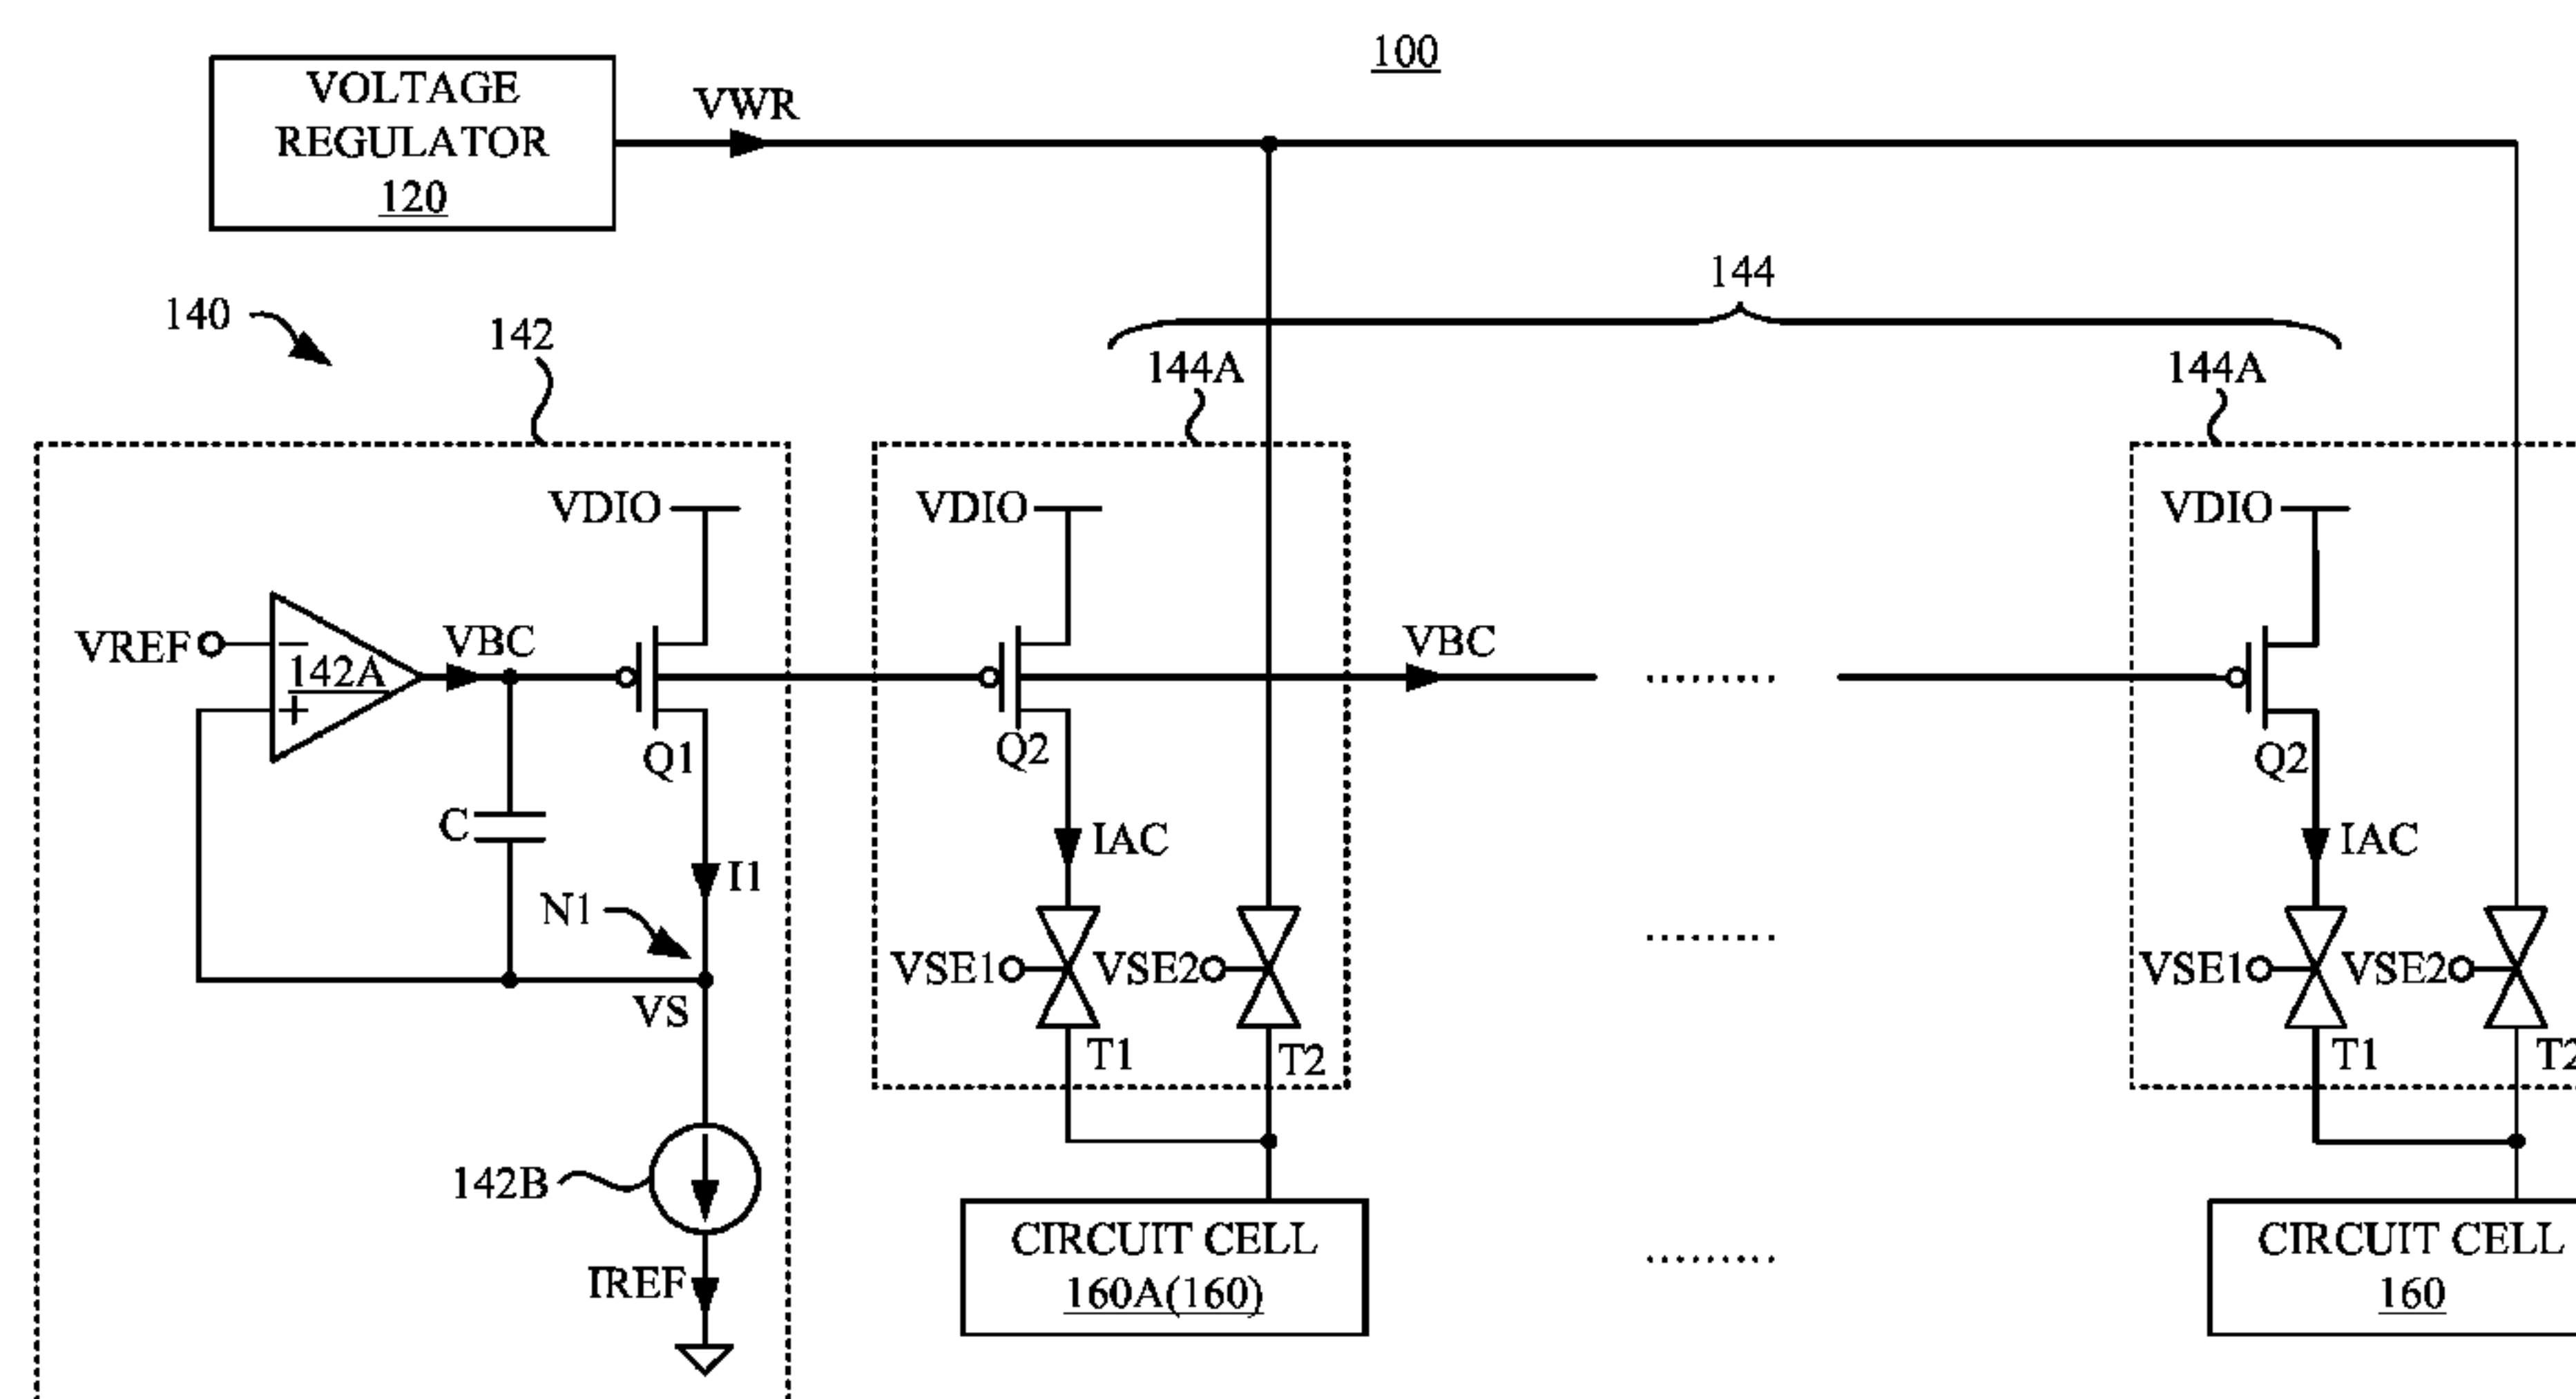 100
VOLTAGE
REGULATOR
120
VWR
144
140
142
144A
144A
VDIO
VDIO
VDIO
VREF
−
142A
+
VBC
VBC
Q1
Q2
Q2
C
I1
IAC
IAC
N1
VS
VSE1
VSE2
VSE1
VSE2
T1
T2
T1
T2
142B
IREF
CIRCUIT CELL
160A(160)
CIRCUIT CELL
160